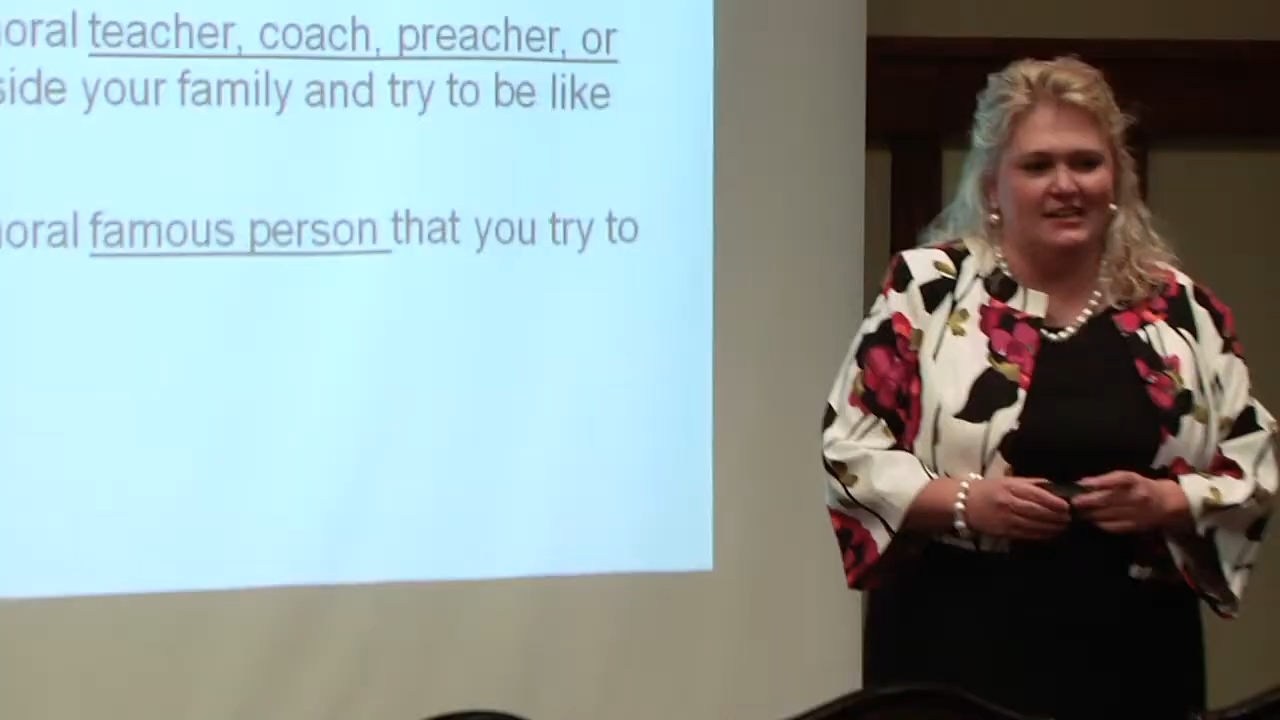 oral teacher, coach, preacher, or
side your family and try to be like
oral famous person that you try to